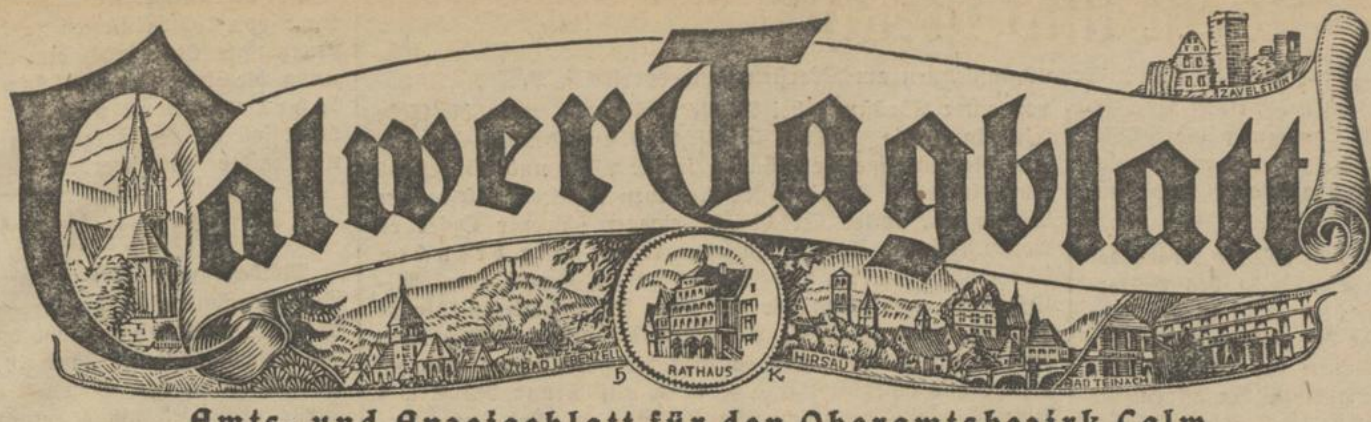 Calwer Tagblatt
ZAVELSTEIN
BAD LIEBENZELL
RATHAUS
HIRSAU
BAD TEINACH
H K
Amts- und Anzeigeblatt für den Oberamtsbezirk Calw